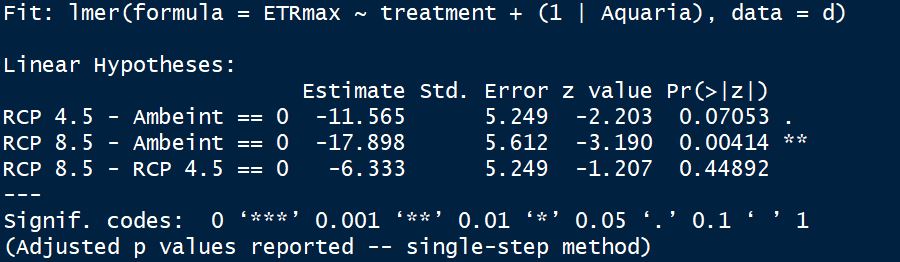 Fit: lmer(formula = ETRmax ~ treatment + (1 | Aquaria), data = d)
Linear Hypotheses:
Estimate Std. Error z value Pr(>|z|)
RCP 4.5 - Ambeint == 0 -11.565 5.249 -2.203 0.07053 .
RCP 8.5 - Ambeint == 0 -17.898 5.612 -3.190 0.00414 **
RCP 8.5 - RCP 4.5 == 0 -6.333 5.249 -1.207 0.44892
---
Signif. codes: 0 ‘***’ 0.001 ‘**’ 0.01 ‘*’ 0.05 ‘.’ 0.1 ‘ ’ 1
(Adjusted p values reported -- single-step method)